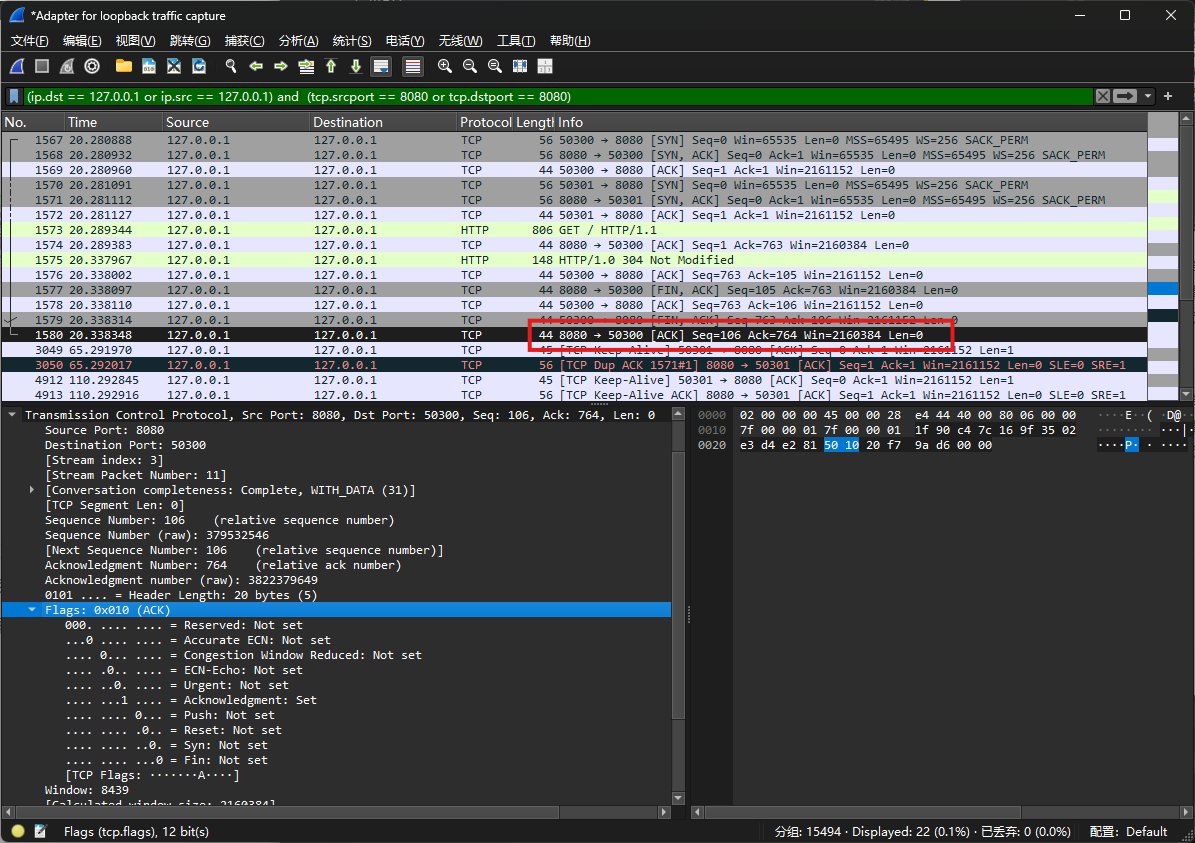 *Adapter for loopback traffic capture
文件(F) 编辑(E) 视图(V) 跳转(G) 捕获(C) 分析(A) 统计(S) 电话(Y) 无线(W) 工具(T) 帮助(H)
(ip.dst == 127.0.0.1 or ip.src == 127.0.0.1) and (tcp.srcport == 8080 or tcp.dstport == 8080)
No. Time Source Destination Protocol Length Info
1567 20.280888 127.0.0.1 127.0.0.1 TCP 56 50300 → 8080 [SYN] Seq=0 Win=65535 Len=0 MSS=65495 WS=256 SACK_PERM
1568 20.280932 127.0.0.1 127.0.0.1 TCP 56 8080 → 50300 [SYN, ACK] Seq=0 Ack=1 Win=65535 Len=0 MSS=65495 WS=256 SACK_PERM
1569 20.280960 127.0.0.1 127.0.0.1 TCP 44 50300 → 8080 [ACK] Seq=1 Ack=1 Win=2161152 Len=0
1570 20.281091 127.0.0.1 127.0.0.1 TCP 56 50301 → 8080 [SYN] Seq=0 Win=65535 Len=0 MSS=65495 WS=256 SACK_PERM
1571 20.281112 127.0.0.1 127.0.0.1 TCP 56 8080 → 50301 [SYN, ACK] Seq=0 Ack=1 Win=65535 Len=0 MSS=65495 WS=256 SACK_PERM
1572 20.281127 127.0.0.1 127.0.0.1 TCP 44 50301 → 8080 [ACK] Seq=1 Ack=1 Win=2161152 Len=0
1573 20.289344 127.0.0.1 127.0.0.1 HTTP 806 GET / HTTP/1.1
1574 20.289383 127.0.0.1 127.0.0.1 TCP 44 8080 → 50300 [ACK] Seq=1 Ack=763 Win=2160384 Len=0
1575 20.337967 127.0.0.1 127.0.0.1 HTTP 148 HTTP/1.0 304 Not Modified
1576 20.338002 127.0.0.1 127.0.0.1 TCP 44 50300 → 8080 [ACK] Seq=763 Ack=105 Win=2161152 Len=0
1577 20.338097 127.0.0.1 127.0.0.1 TCP 44 8080 → 50300 [FIN, ACK] Seq=105 Ack=763 Win=2160384 Len=0
1578 20.338110 127.0.0.1 127.0.0.1 TCP 44 50300 → 8080 [ACK] Seq=763 Ack=106 Win=2161152 Len=0
1579 20.338314 127.0.0.1 127.0.0.1 TCP 44 50300 → 8080 [FIN, ACK] Seq=763 Ack=106 Win=2161152 Len=0
1580 20.338348 127.0.0.1 127.0.0.1 TCP 44 8080 → 50300 [ACK] Seq=106 Ack=764 Win=2160384 Len=0
3049 65.291970 127.0.0.1 127.0.0.1 TCP 45 [TCP Keep-Alive] 50301 → 8080 [ACK] Seq=0 Ack=1 Win=2161152 Len=1
3050 65.292017 127.0.0.1 127.0.0.1 TCP 56 [TCP Dup ACK 1571#1] 8080 → 50301 [ACK] Seq=1 Ack=1 Win=2161152 Len=0 SLE=0 SRE=1
4912 110.292845 127.0.0.1 127.0.0.1 TCP 45 [TCP Keep-Alive] 50301 → 8080 [ACK] Seq=0 Ack=1 Win=2161152 Len=1
4913 110.292916 127.0.0.1 127.0.0.1 TCP 56 [TCP Keep-Alive ACK] 8080 → 50301 [ACK] Seq=1 Ack=1 Win=2161152 Len=0 SLE=0 SRE=1
Transmission Control Protocol, Src Port: 8080, Dst Port: 50300, Seq: 106, Ack: 764, Len: 0
Source Port: 8080
Destination Port: 50300
[Stream index: 3]
[Stream Packet Number: 11]
[Conversation completeness: Complete, WITH_DATA (31)]
[TCP Segment Len: 0]
Sequence Number: 106 (relative sequence number)
Sequence Number (raw): 379532546
[Next Sequence Number: 106 (relative sequence number)]
Acknowledgment Number: 764 (relative ack number)
Acknowledgment number (raw): 3822379649
0101 .... = Header Length: 20 bytes (5)
Flags: 0x010 (ACK)
000. .... .... = Reserved: Not set
...0 .... .... = Accurate ECN: Not set
.... 0... .... = Congestion Window Reduced: Not set
.... .0.. .... = ECN-Echo: Not set
.... ..0. .... = Urgent: Not set
.... ...1 .... = Acknowledgment: Set
.... .... 0... = Push: Not set
.... .... .0.. = Reset: Not set
.... .... ..0. = Syn: Not set
.... .... ...0 = Fin: Not set
[TCP Flags: ·······A····]
Window: 8439
[Calculated window size: 2160384]
0000 02 00 00 00 45 00 00 28 e4 44 40 00 80 06 00 00 ····E··( ·D@·····
0010 7f 00 00 01 7f 00 00 01 1f 90 c4 7c 16 9f 35 02 ········ ···|··5·
0020 e3 d4 e2 81 50 10 20 f7 9a d6 00 00 ····P· · ····
Flags (tcp.flags), 12 bit(s)
分组: 15494 · Displayed: 22 (0.1%) · 已丢弃: 0 (0.0%)
配置: Default